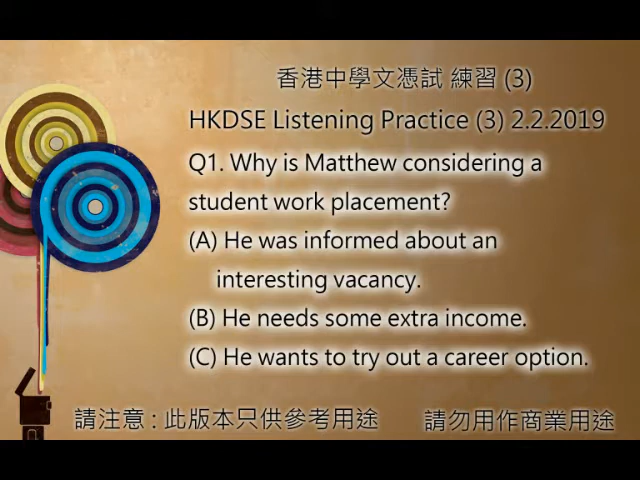 香港中學文憑試 練習 (3)
HKDSE Listening Practice (3) 2.2.2019
Q1. Why is Matthew considering a
student work placement?
(A) He was informed about an
interesting vacancy.
(B) He needs some extra income.
(C) He wants to try out a career option.
請注意 : 此版本只供參考用途 請勿用作商業用途